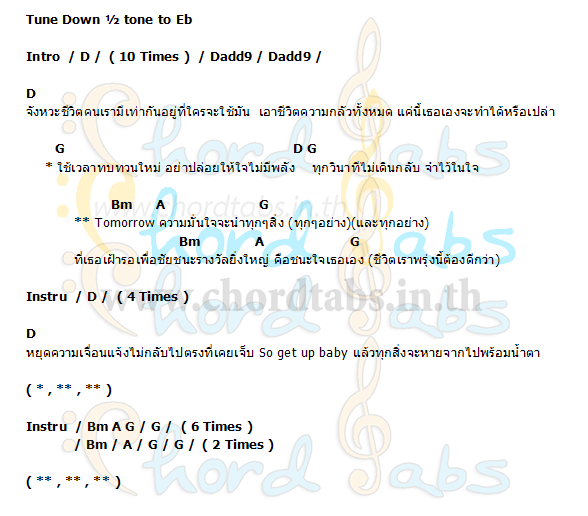 Tune Down ½ tone to Eb
Intro / D / ( 10 Times ) / Dadd9 / Dadd9 /
D
จังหวะชีวิตคนเรามีเท่ากันอยู่ที่ใครจะใช้มัน เอาชีวิตความกลัวทั้งหมด แค่นี้เธอเองจะทำได้หรือเปล่า
G D G
* ใช้เวลาทบทวนใหม่ อย่าปล่อยให้ใจไม่มีพลัง ทุกวินาทีไม่เดินกลับ จำไว้ในใจ
www.chordtabs.in.th
Bm A G
** Tomorrow ความมั่นใจจะนำทุกๆสิ่ง (ทุกๆอย่าง)(และทุกอย่าง)
Chord Tabs
Bm A G
ที่เธอเฝ้ารอเพื่อชัยชนะรางวัลยิ่งใหญ่ คือชนะใจเธอเอง (ชีวิตเราพรุ่งนี้ต้องดีกว่า)
Instru / D / ( 4 Times )
www.chordtabs.in.th
D
หยุดความเจื่อนแจ้งไม่กลับไปตรงที่เคยเจ็บ So get up baby แล้วทุกสิ่งจะหายจากไปพร้อมน้ำตา
( * , ** , ** )
Instru / Bm A G / G / ( 6 Times )
/ Bm / A / G / G / ( 2 Times )
( ** , ** , ** )